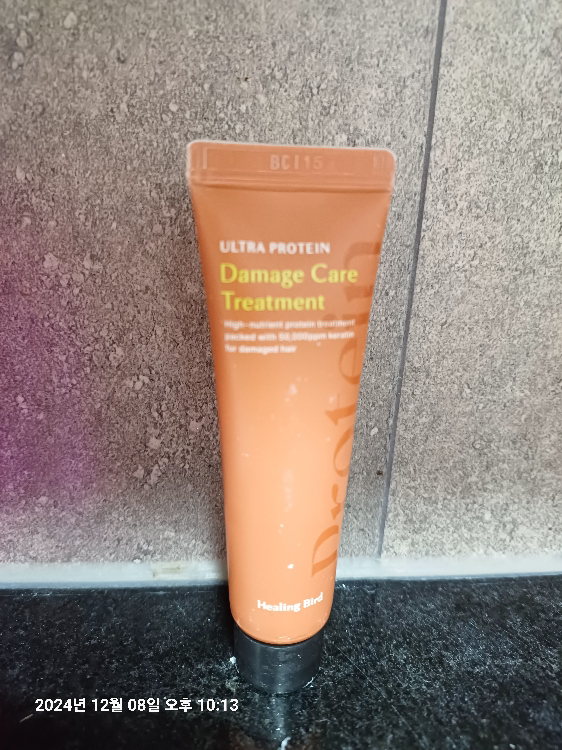 BCI15
ULTRA PROTEIN
Damage Care
Treatment
High-nutrient protein treatment
packed with 50,000ppm keratin
for damaged hair
Protein
Healing Bird
2024년 12월 08일 오후 10:13